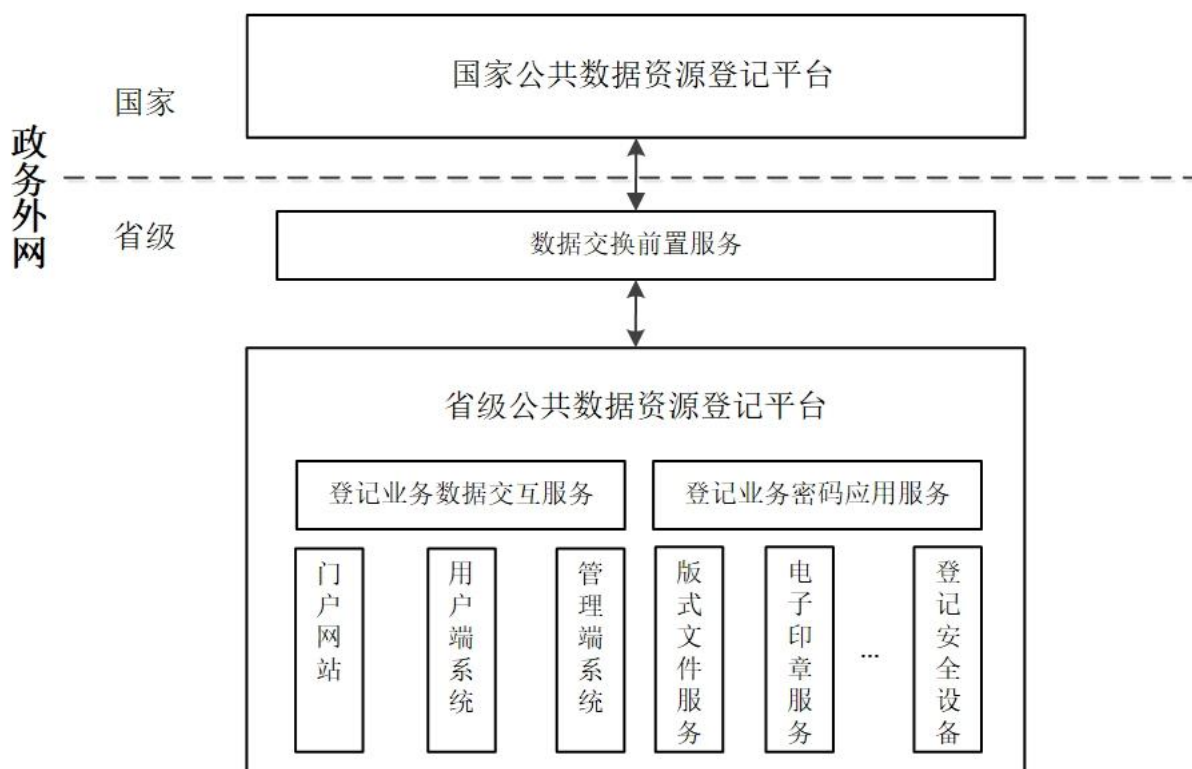 国家公共数据资源登记平台
国家
政务外网
省级
数据交换前置服务
省级公共数据资源登记平台
登记业务数据交互服务
登记业务密码应用服务
门户网站
用户端系统
管理端系统
版式文件服务
电子印章服务
...
登记安全设备